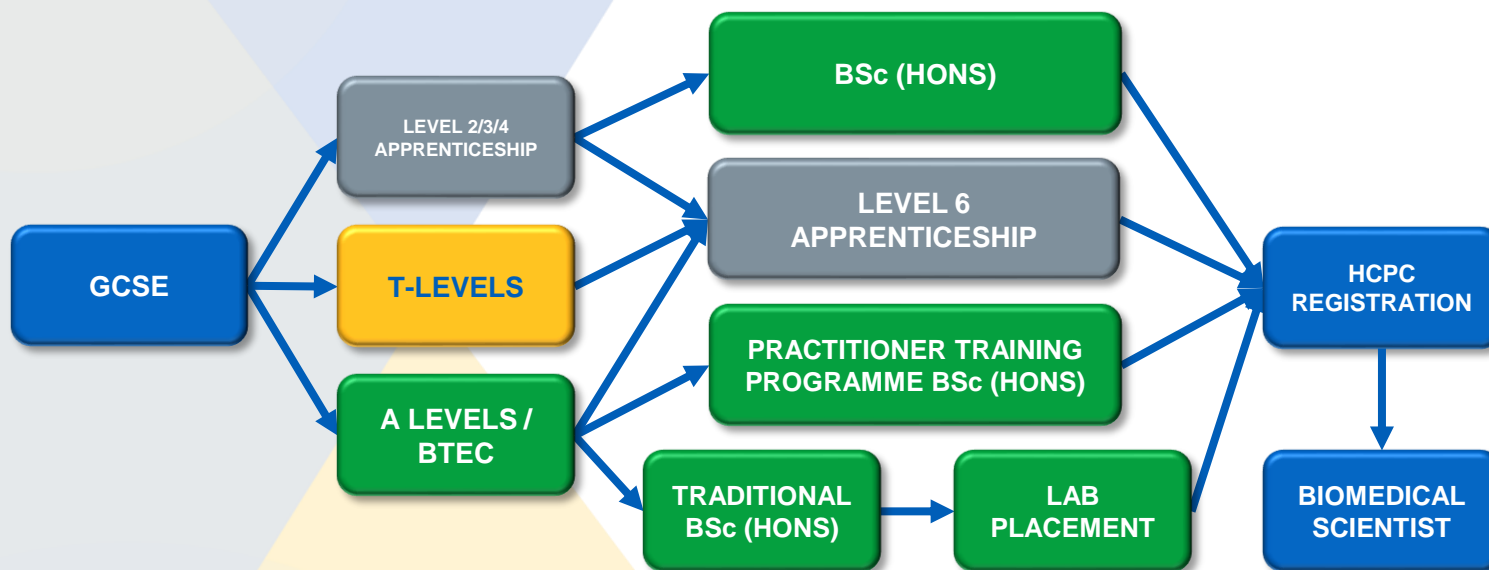 BSc (HONS)
LEVEL 2/3/4
APPRENTICESHIP
LEVEL 6
APPRENTICESHIP
GCSE
T-LEVELS
HCPC
REGISTRATION
PRACTITIONER TRAINING
PROGRAMME BSc (HONS)
A LEVELS /
BTEC
TRADITIONAL
BSc (HONS)
LAB
PLACEMENT
BIOMEDICAL
SCIENTIST